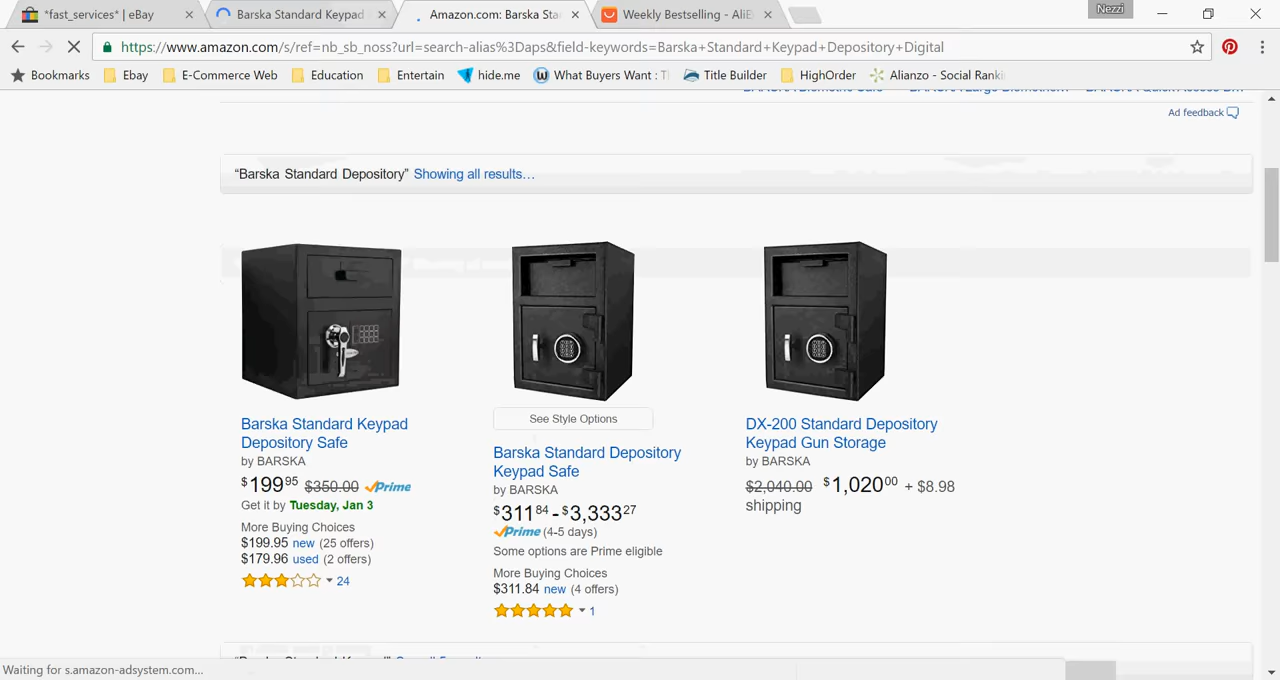 *fast_services* | eBay
Barska Standard Keypad
Amazon.com: Barska Sta
Weekly Bestselling - AliE
Nezzi
https://www.amazon.com/s/ref=nb_sb_noss?url=search-alias%3Daps&field-keywords=Barska+Standard+Keypad+Depository+Digital
Bookmarks Ebay E-Commerce Web Education Entertain hide.me What Buyers Want : Title Builder HighOrder Alianzo - Social Ranki
Ad feedback
“Barska Standard Depository” Showing all results…
Barska Standard Keypad
Depository Safe
by BARSKA
$199.95 $350.00 Prime
Get it by Tuesday, Jan 3
More Buying Choices
$199.95 new (25 offers)
$179.96 used (2 offers)
24
See Style Options
Barska Standard Depository
Keypad Safe
by BARSKA
$311.84 - $3,333.27
Prime (4-5 days)
Some options are Prime eligible
More Buying Choices
$311.84 new (4 offers)
1
DX-200 Standard Depository
Keypad Gun Storage
by BARSKA
$2,040.00 $1,020.00 + $8.98
shipping
Waiting for s.amazon-adsystem.com...